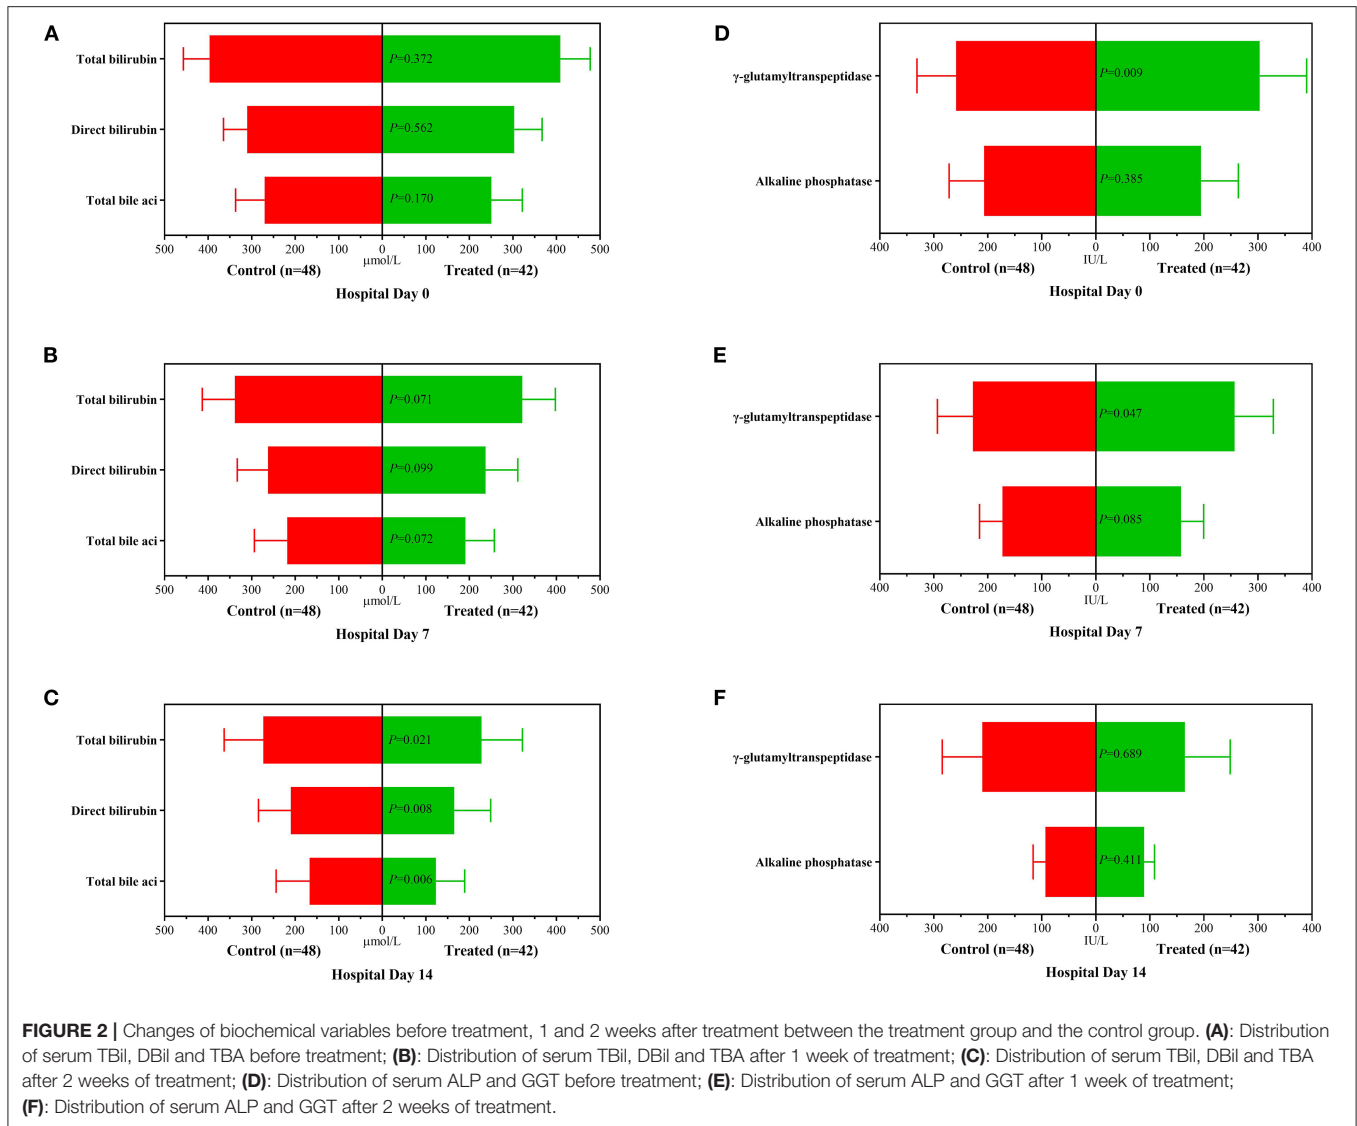 A
Total bilirubin
P=0.372
Direct bilirubin
P=0.562
Total bile aci
P=0.170
500 400 300 200 100 0 100 200 300 400 500
μmol/L
Control (n=48) Treated (n=42)
Hospital Day 0
D
γ-glutamyltranspeptidase
P=0.009
Alkaline phosphatase
P=0.385
400 300 200 100 0 100 200 300 400
IU/L
Control (n=48) Treated (n=42)
Hospital Day 0
B
Total bilirubin
P=0.071
Direct bilirubin
P=0.099
Total bile aci
P=0.072
500 400 300 200 100 0 100 200 300 400 500
μmol/L
Control (n=48) Treated (n=42)
Hospital Day 7
E
γ-glutamyltranspeptidase
P=0.047
Alkaline phosphatase
P=0.085
400 300 200 100 0 100 200 300 400
IU/L
Control (n=48) Treated (n=42)
Hospital Day 7
C
Total bilirubin
P=0.021
Direct bilirubin
P=0.008
Total bile aci
P=0.006
500 400 300 200 100 0 100 200 300 400 500
μmol/L
Control (n=48) Treated (n=42)
Hospital Day 14
F
γ-glutamyltranspeptidase
P=0.689
Alkaline phosphatase
P=0.411
400 300 200 100 0 100 200 300 400
IU/L
Control (n=48) Treated (n=42)
Hospital Day 14
FIGURE 2 | Changes of biochemical variables before treatment, 1 and 2 weeks after treatment between the treatment group and the control group. (A): Distribution
of serum TBil, DBil and TBA before treatment; (B): Distribution of serum TBil, DBil and TBA after 1 week of treatment; (C): Distribution of serum TBil, DBil and TBA
after 2 weeks of treatment; (D): Distribution of serum ALP and GGT before treatment; (E): Distribution of serum ALP and GGT after 1 week of treatment;
(F): Distribution of serum ALP and GGT after 2 weeks of treatment.